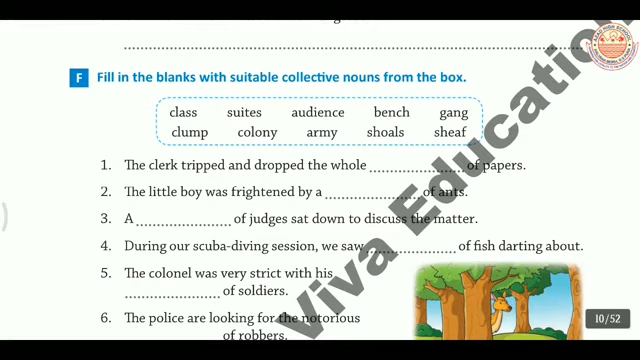 F Fill in the blanks with suitable collective nouns from the box.
class suites audience bench gang
clump colony army shoals sheaf
1. The clerk tripped and dropped the whole ........................ of papers.
2. The little boy was frightened by a ........................ of ants.
3. A ........................ of judges sat down to discuss the matter.
4. During our scuba-diving session, we saw ........................ of fish darting about.
5. The colonel was very strict with his
........................ of soldiers.
6. The police are looking for the notorious
of robbers.
Viva Education
10/52